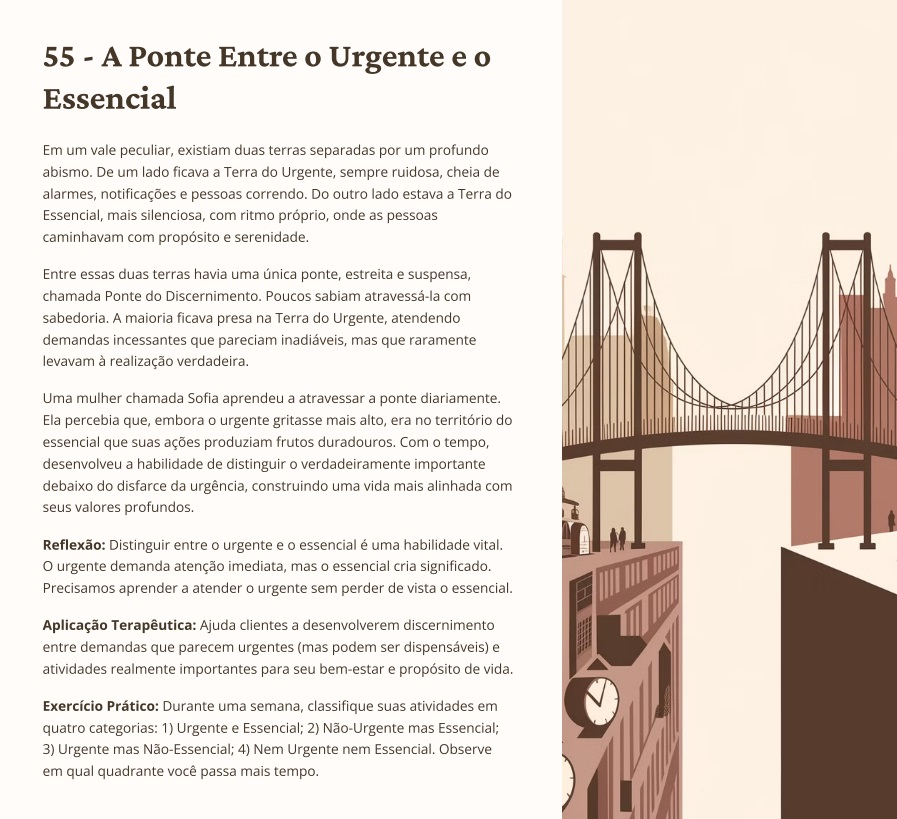 55 - A Ponte Entre o Urgente e o
Essencial
Em um vale peculiar, existiam duas terras separadas por um profundo
abismo. De um lado ficava a Terra do Urgente, sempre ruidosa, cheia de
alarmes, notificações e pessoas correndo. Do outro lado estava a Terra do
Essencial, mais silenciosa, com ritmo próprio, onde as pessoas
caminhavam com propósito e serenidade.
Entre essas duas terras havia uma única ponte, estreita e suspensa,
chamada Ponte do Discernimento. Poucos sabiam atravessá-la com
sabedoria. A maioria ficava presa na Terra do Urgente, atendendo
demandas incessantes que pareciam inadiáveis, mas que raramente
levavam à realização verdadeira.
Uma mulher chamada Sofia aprendeu a atravessar a ponte diariamente.
Ela percebia que, embora o urgente gritasse mais alto, era no território do
essencial que suas ações produziam frutos duradouros. Com o tempo,
desenvolveu a habilidade de distinguir o verdadeiramente importante
debaixo do disfarce da urgência, construindo uma vida mais alinhada com
seus valores profundos.
Reflexão: Distinguir entre o urgente e o essencial é uma habilidade vital.
O urgente demanda atenção imediata, mas o essencial cria significado.
Precisamos aprender a atender o urgente sem perder de vista o essencial.
Aplicação Terapêutica: Ajuda clientes a desenvolverem discernimento
entre demandas que parecem urgentes (mas podem ser dispensáveis) e
atividades realmente importantes para seu bem-estar e propósito de vida.
Exercício Prático: Durante uma semana, classifique suas atividades em
quatro categorias: 1) Urgente e Essencial; 2) Não-Urgente mas Essencial;
3) Urgente mas Não-Essencial; 4) Nem Urgente nem Essencial. Observe
em qual quadrante você passa mais tempo.